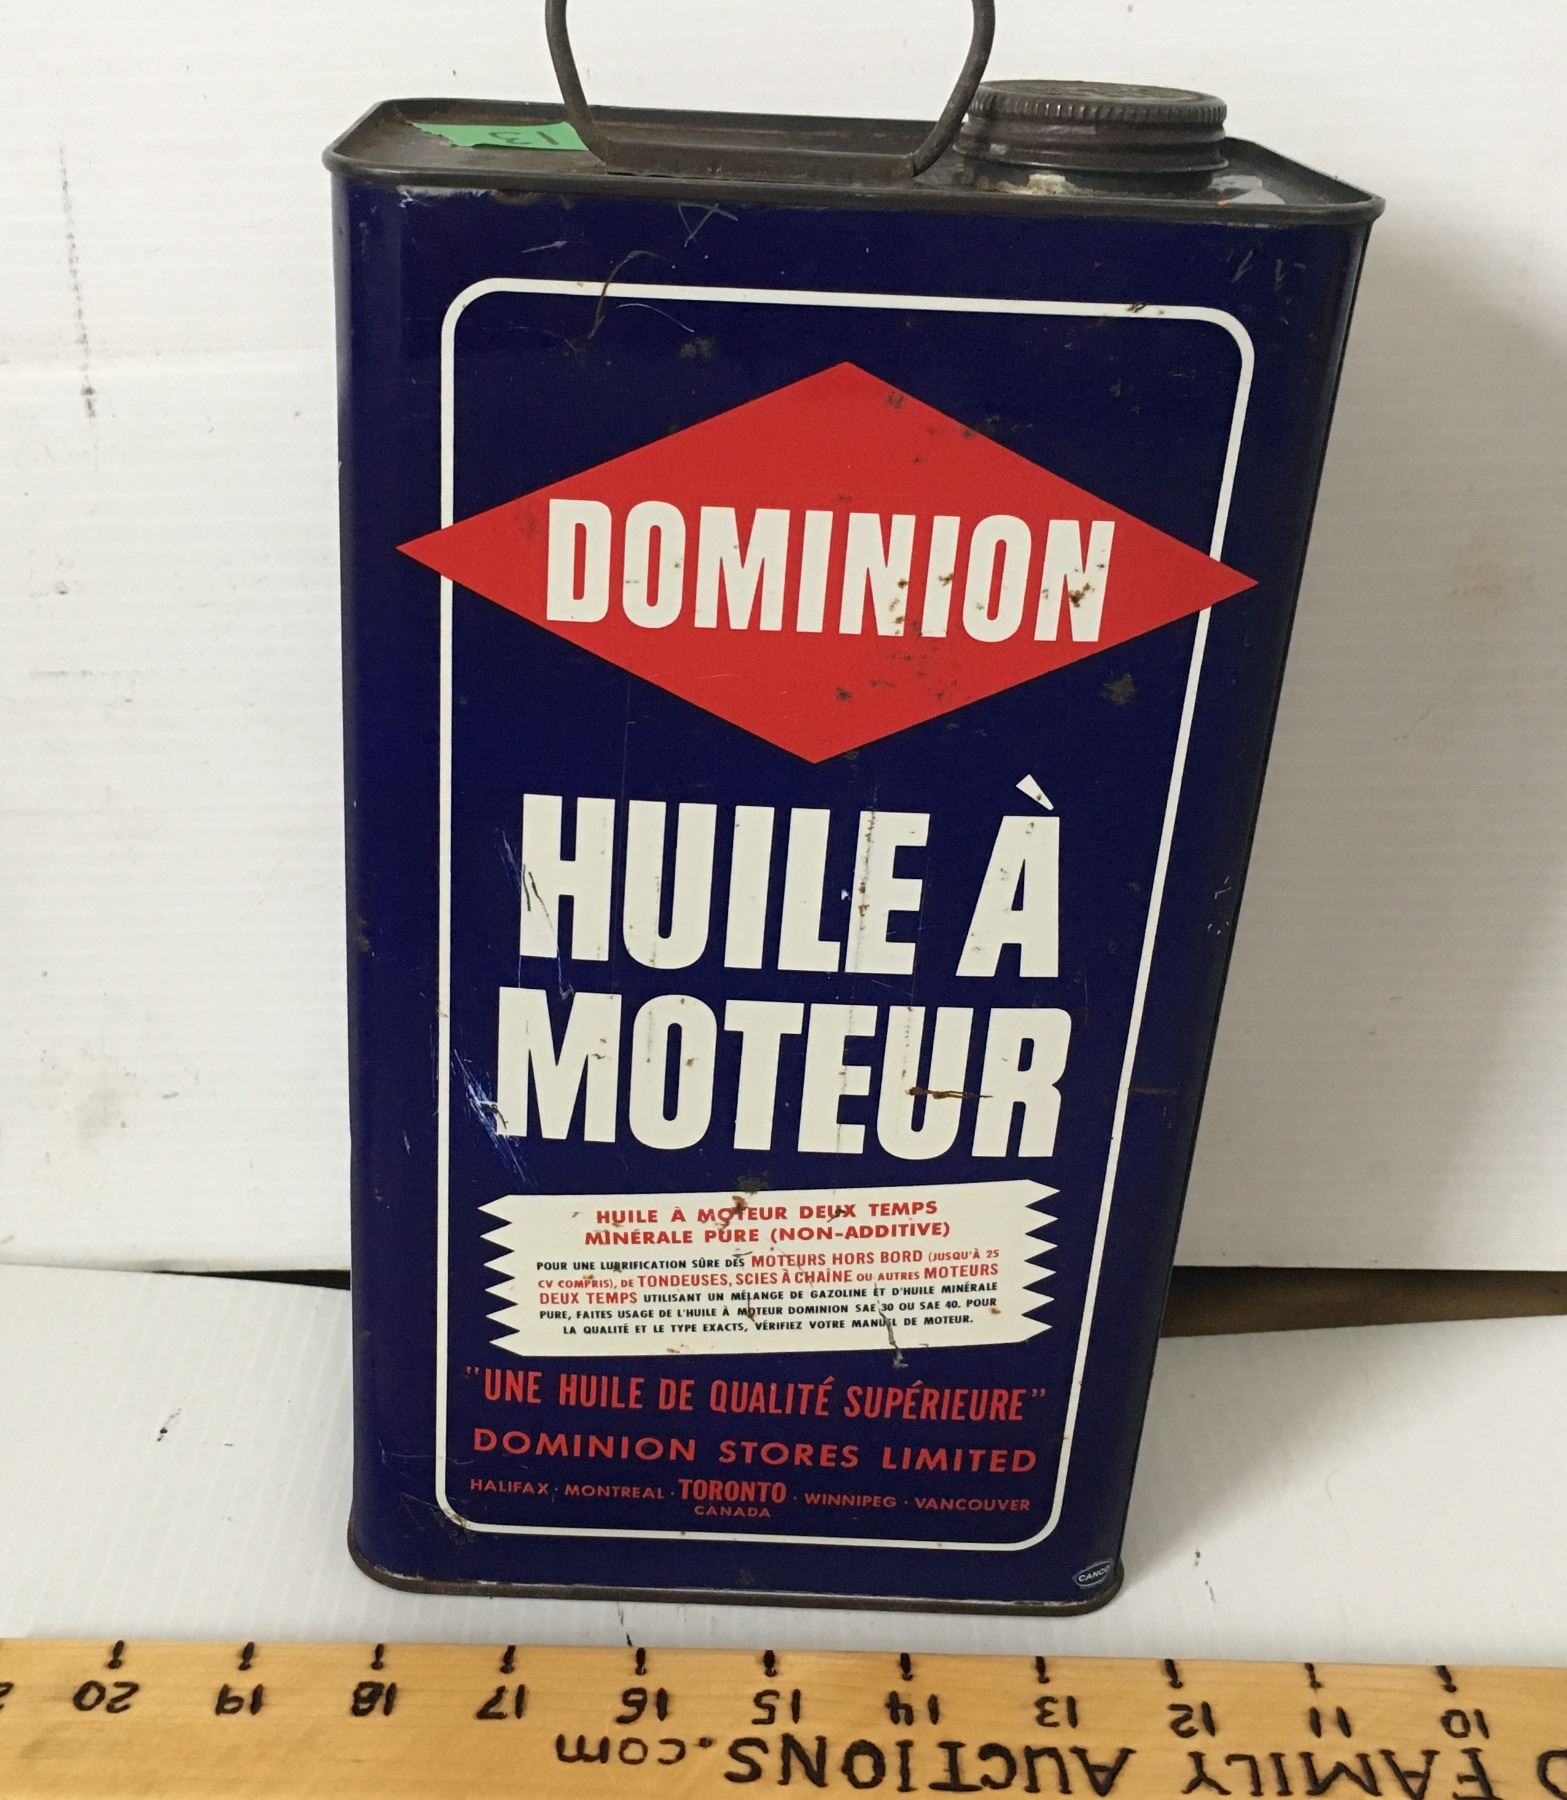 13
DOMINION
HUILE À
MOTEUR
HUILE À MOTEUR DEUX TEMPS
MINÉRALE PURE (NON-ADDITIVE)
POUR UNE LUBRIFICATION SÛRE DES MOTEURS HORS BORD (JUSQU'À 25
CV COMPRIS), DE TONDEUSES, SCIES À CHAÎNE OU AUTRES MOTEURS
DEUX TEMPS UTILISANT UN MÉLANGE DE GAZOLINE ET D'HUILE MINÉRALE
PURE, FAITES USAGE DE L'HUILE À MOTEUR DOMINION SAE 30 OU SAE 40. POUR
LA QUALITÉ ET LE TYPE EXACTS, VÉRIFIEZ VOTRE MANUEL DE MOTEUR.
"UNE HUILE DE QUALITÉ SUPÉRIEURE"
DOMINION STORES LIMITED
HALIFAX · MONTREAL · TORONTO · WINNIPEG · VANCOUVER
CANADA
CANCO
20 19 18 17 16 15 14 13 12 11 10
FAMILY AUCTIONS.com